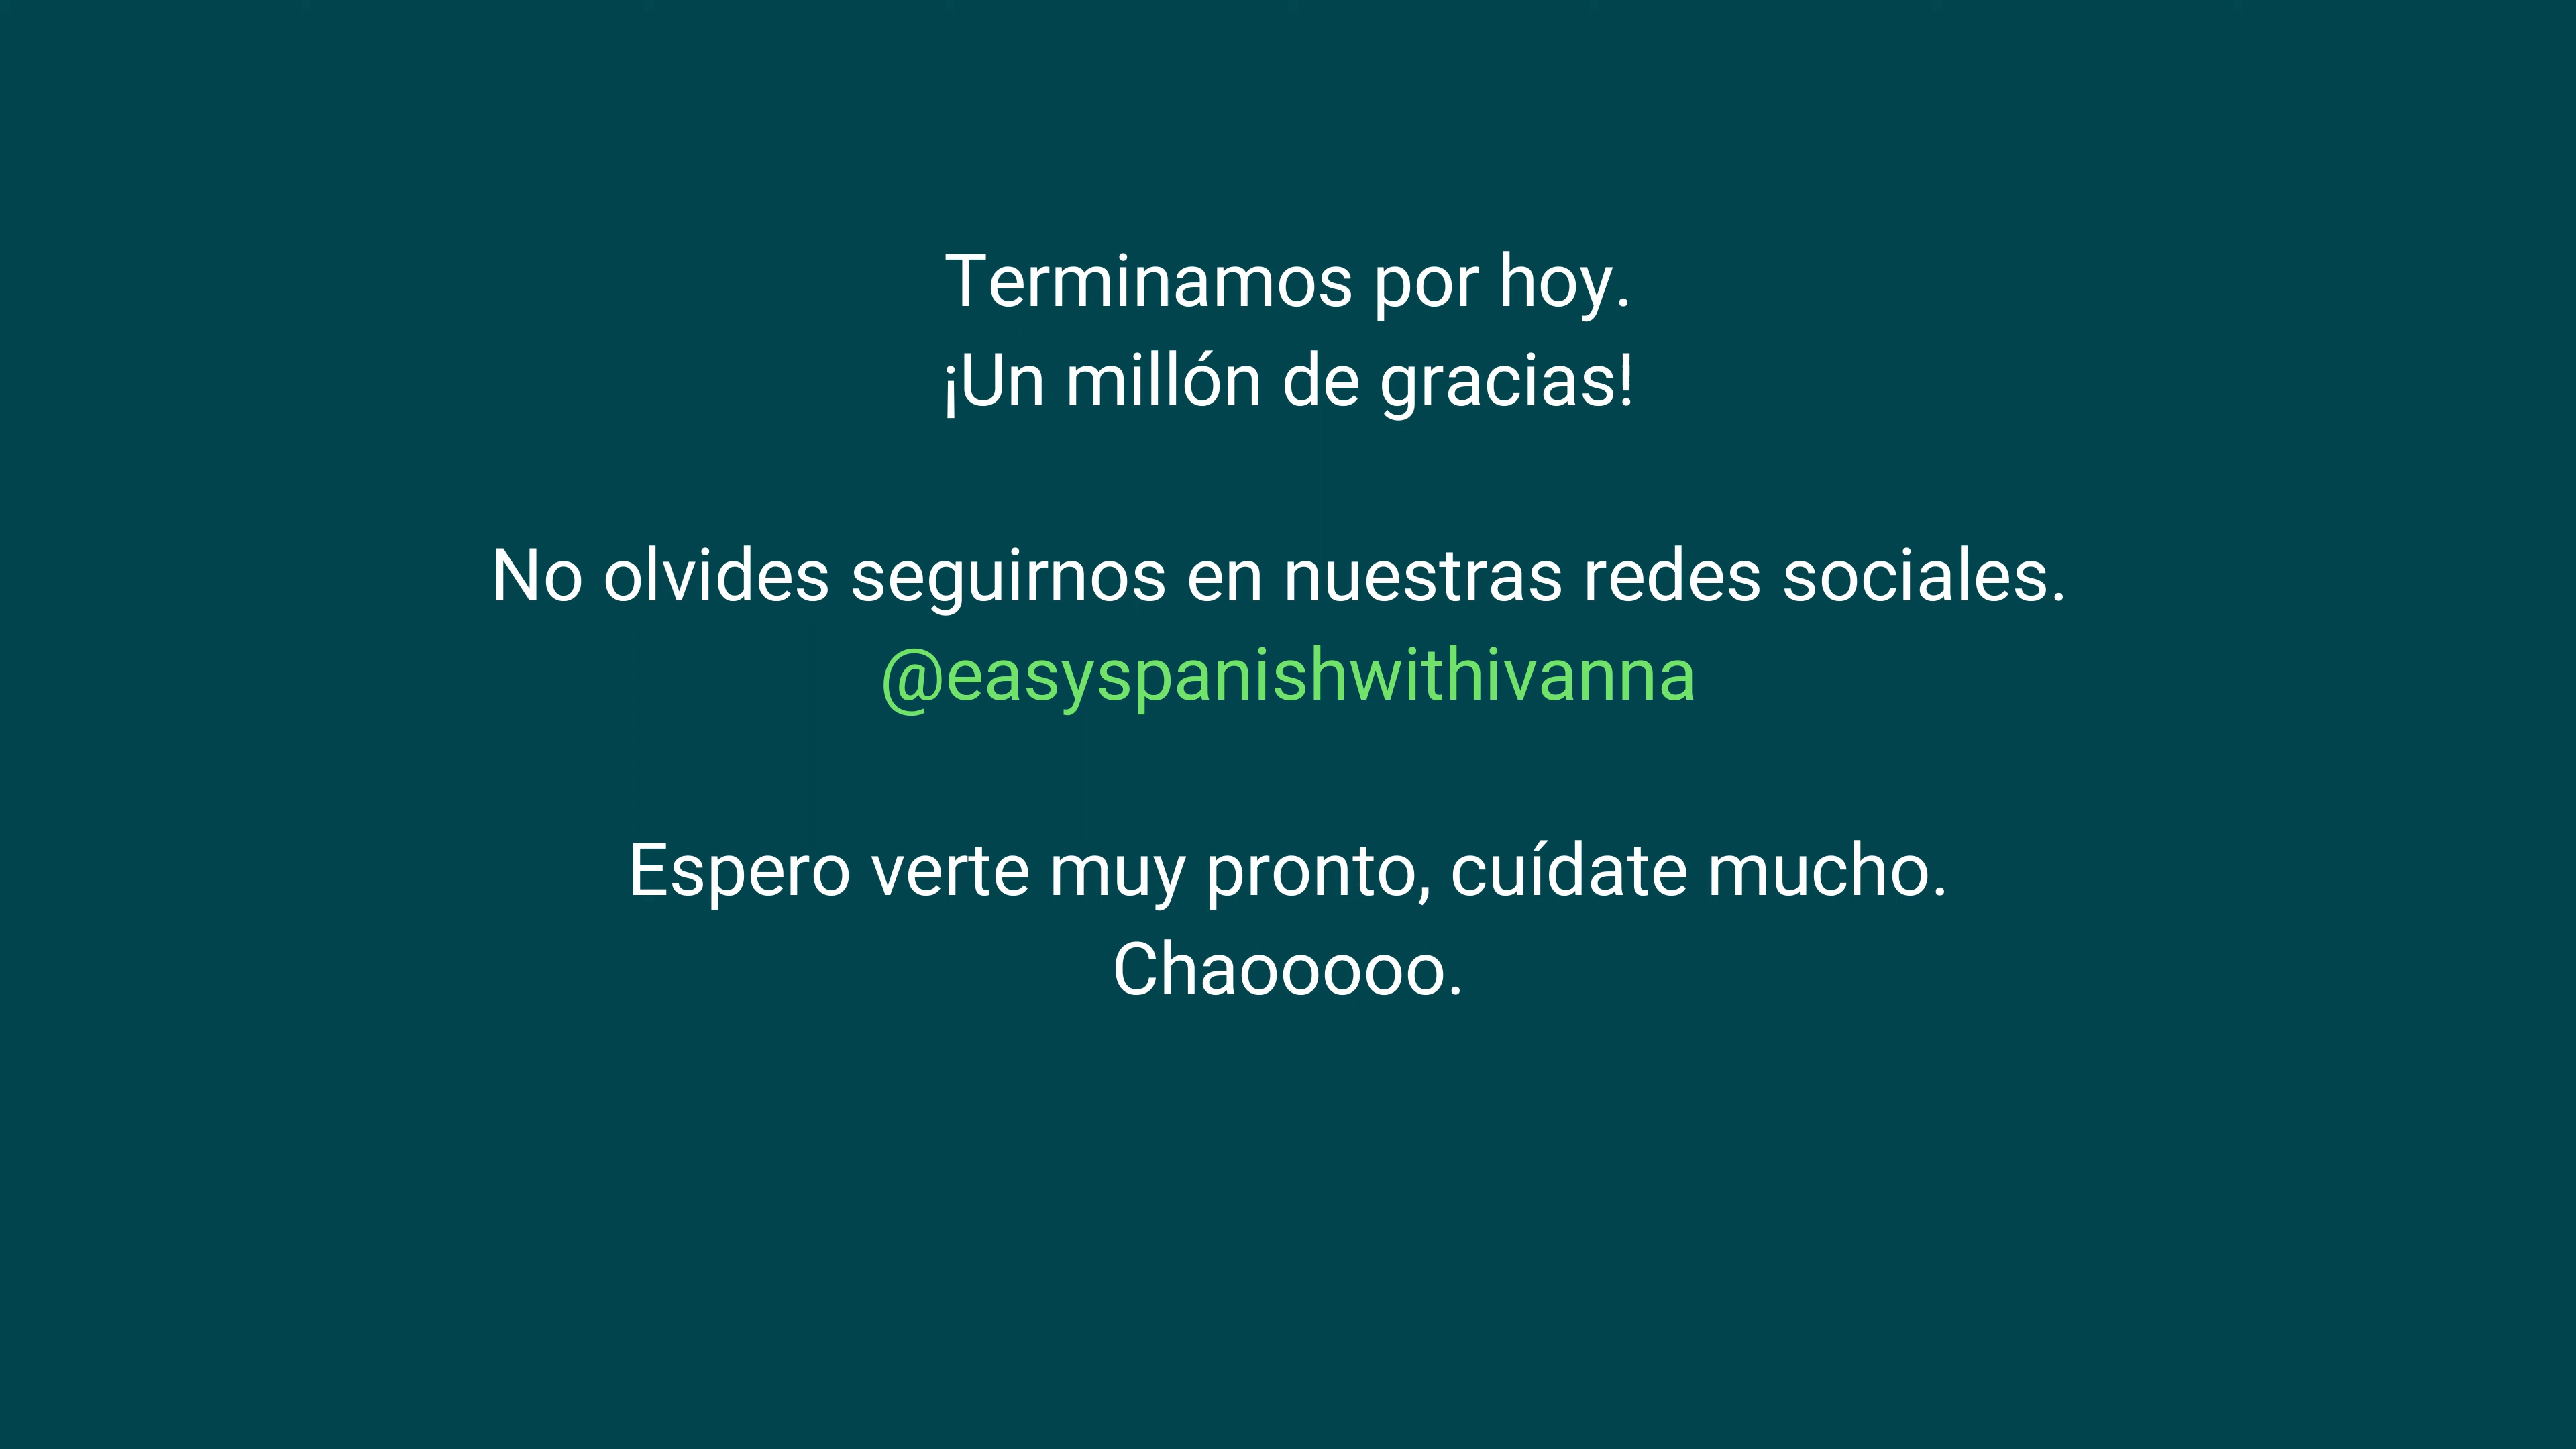 Terminamos por hoy.
¡Un millón de gracias!
No olvides seguirnos en nuestras redes sociales.
@easyspanishwithivanna
Espero verte muy pronto, cuídate mucho.
Chaooooo.